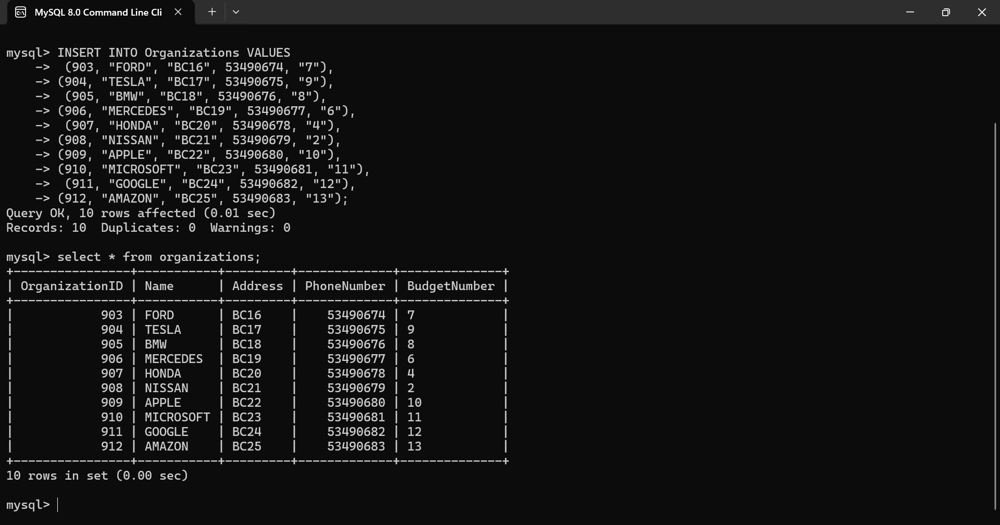 MySQL 8.0 Command Line Cli
mysql> INSERT INTO Organizations VALUES
    ->  (903, "FORD", "BC16", 53490674, "7"),
    -> (904, "TESLA", "BC17", 53490675, "9"),
    ->  (905, "BMW", "BC18", 53490676, "8"),
    -> (906, "MERCEDES", "BC19", 53490677, "6"),
    ->  (907, "HONDA", "BC20", 53490678, "4"),
    -> (908, "NISSAN", "BC21", 53490679, "2"),
    -> (909, "APPLE", "BC22", 53490680, "10"),
    -> (910, "MICROSOFT", "BC23", 53490681, "11"),
    ->  (911, "GOOGLE", "BC24", 53490682, "12"),
    -> (912, "AMAZON", "BC25", 53490683, "13");
Query OK, 10 rows affected (0.01 sec)
Records: 10  Duplicates: 0  Warnings: 0
mysql> select * from organizations;
+----------------+-----------+---------+-------------+--------------+
| OrganizationID | Name      | Address | PhoneNumber | BudgetNumber |
+----------------+-----------+---------+-------------+--------------+
|            903 | FORD      | BC16    |    53490674 | 7            |
|            904 | TESLA     | BC17    |    53490675 | 9            |
|            905 | BMW       | BC18    |    53490676 | 8            |
|            906 | MERCEDES  | BC19    |    53490677 | 6            |
|            907 | HONDA     | BC20    |    53490678 | 4            |
|            908 | NISSAN    | BC21    |    53490679 | 2            |
|            909 | APPLE     | BC22    |    53490680 | 10           |
|            910 | MICROSOFT | BC23    |    53490681 | 11           |
|            911 | GOOGLE    | BC24    |    53490682 | 12           |
|            912 | AMAZON    | BC25    |    53490683 | 13           |
+----------------+-----------+---------+-------------+--------------+
10 rows in set (0.00 sec)
mysql>